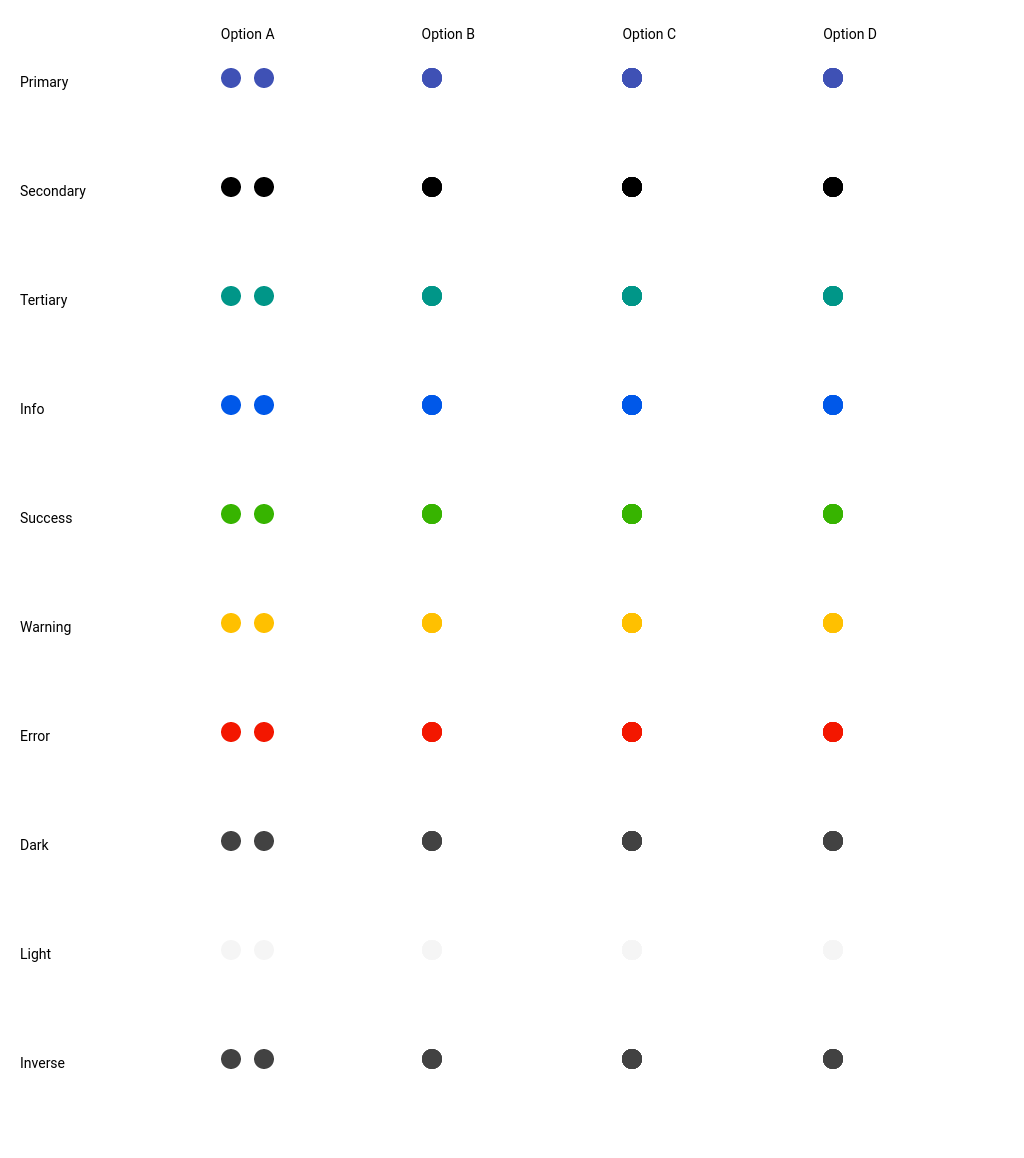 Option A Option B Option C Option D
Primary
Secondary
Tertiary
Info
Success
Warning
Error
Dark
Light
Inverse